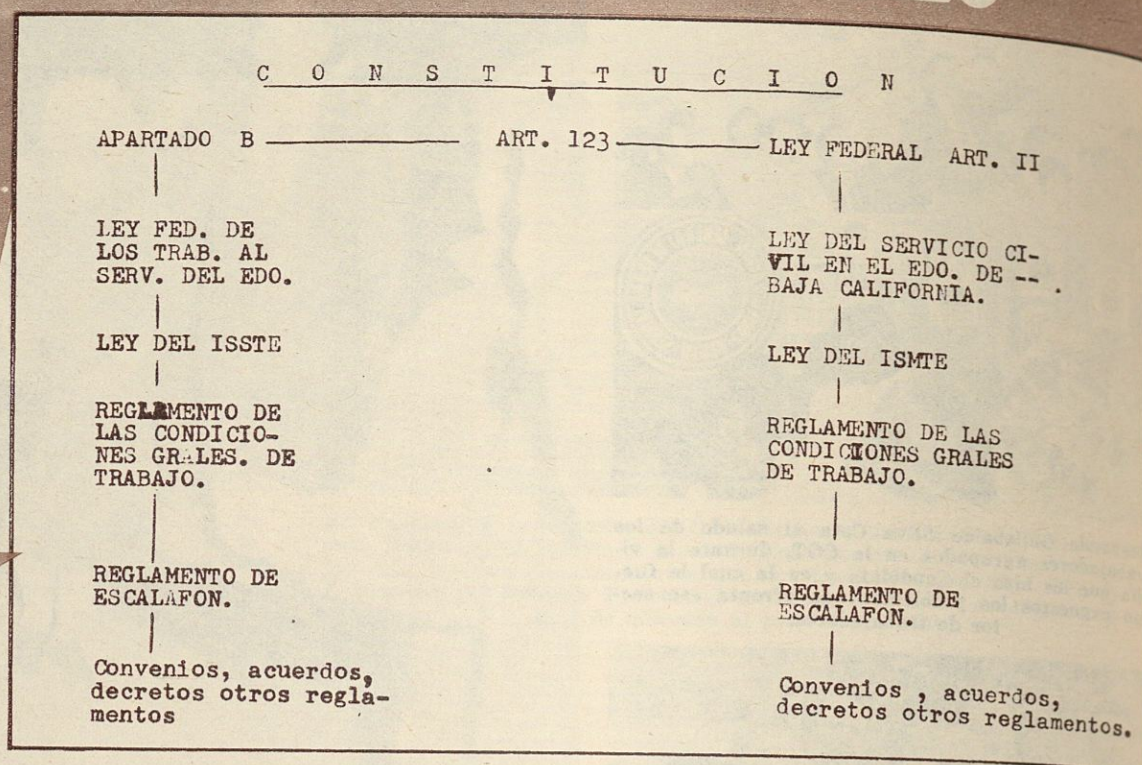 C O N S T I T U C I O N
APARTADO B
ART. 123
LEY FEDERAL ART. II
LEY FED. DE
LOS TRAB. AL
SERV. DEL EDO.
LEY DEL ISSTE
REGLAMENTO DE
LAS CONDICIO-
NES GRALES. DE
TRABAJO.
REGLAMENTO DE
ESCALAFON.
Convenios, acuerdos,
decretos otros regla-
mentos
LEY DEL SERVICIO CI-
VIL EN EL EDO. DE -- .
BAJA CALIFORNIA.
LEY DEL ISMTE
REGLAMENTO DE LAS
CONDICIONES GRALES
DE TRABAJO.
REGLAMENTO DE
ESCALAFON.
Convenios , acuerdos,
decretos otros reglamentos.